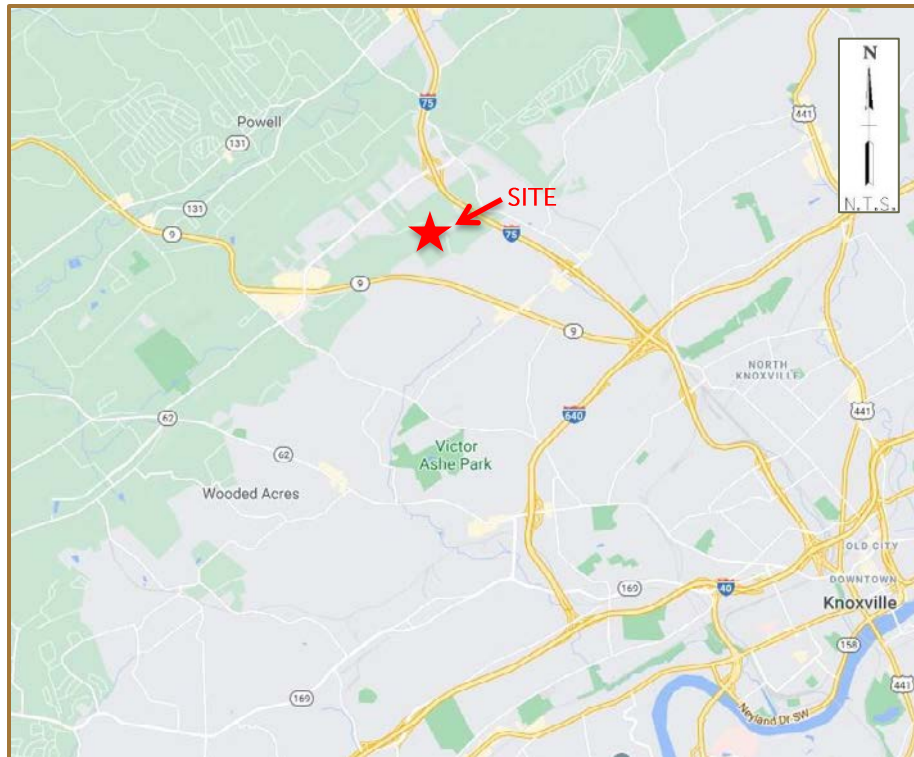 N
75
441
Powell
131
N.T.S.
131
SITE
9
75
9
9
NORTH
KNOXVILLE
62
640
441
Victor
Ashe Park
62
Wooded Acres
OLD CITY
DOWNTOWN
169
40
Knoxville
158
441
169
Neyland Dr SW